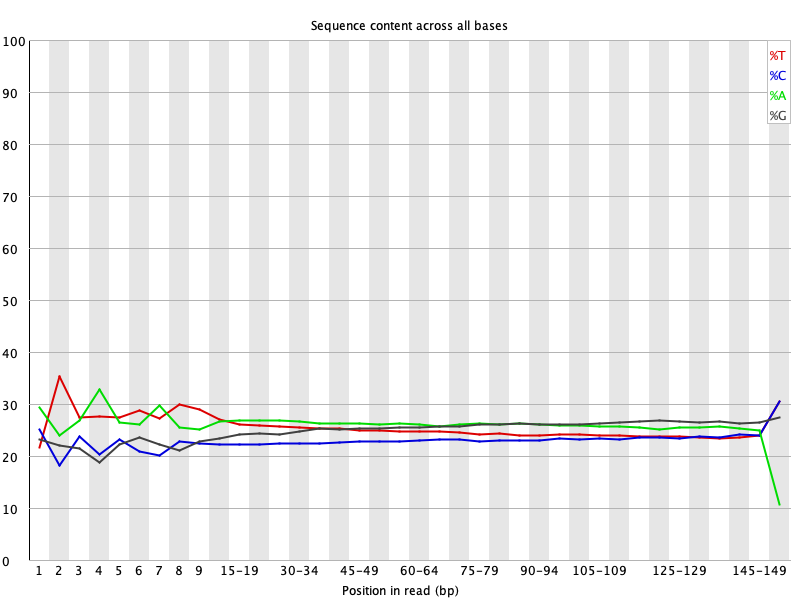 Sequence content across all bases
100
90
80
70
60
50
40
30
20
10
0
%T
%C
%A
%G
1 2 3 4 5 6 7 8 9 15-19 30-34 45-49 60-64 75-79 90-94 105-109 125-129 145-149
Position in read (bp)